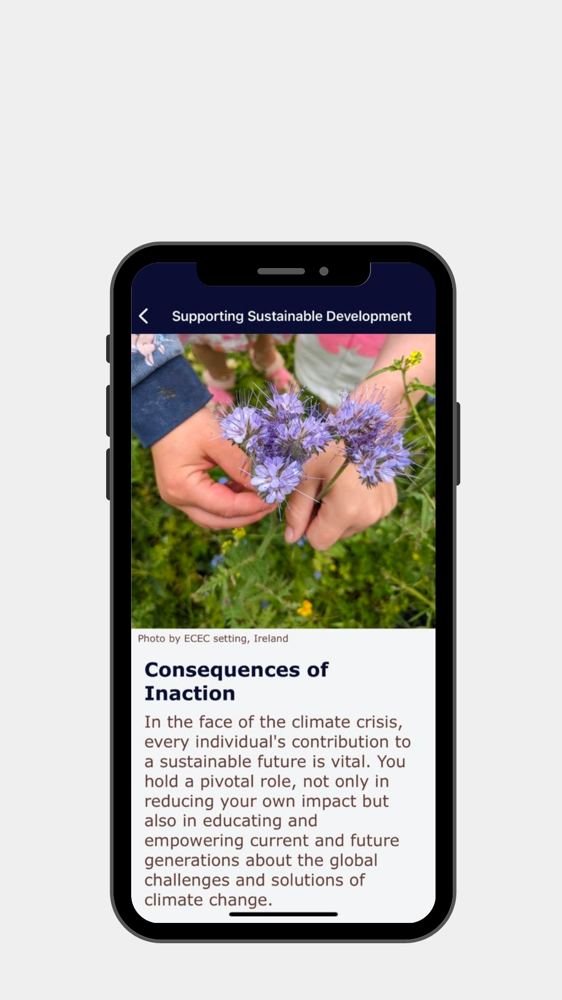 Supporting Sustainable Development
Photo by ECEC setting, Ireland
Consequences of
Inaction
In the face of the climate crisis,
every individual's contribution to
a sustainable future is vital. You
hold a pivotal role, not only in
reducing your own impact but
also in educating and
empowering current and future
generations about the global
challenges and solutions of
climate change.